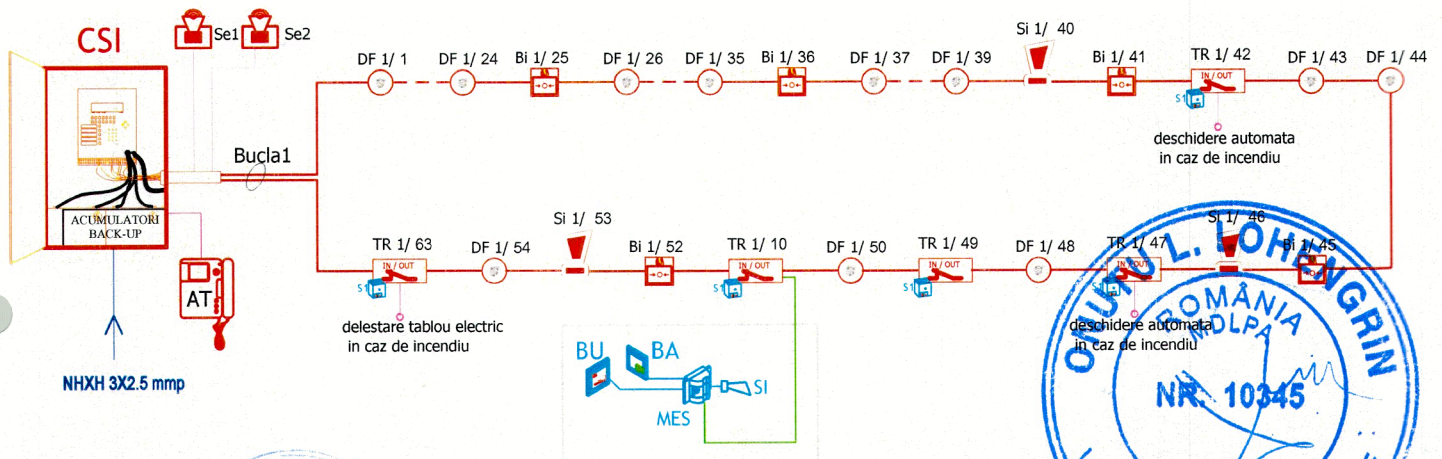 CSI
Se1
Se2
DF 1/ 1
DF 1/ 24
Bi 1/ 25
DF 1/ 26
DF 1/ 35
Bi 1/ 36
DF 1/ 37
DF 1/ 39
Si 1/ 40
Bi 1/ 41
TR 1/ 42
IN / OUT
S1
DF 1/ 43
DF 1/ 44
deschidere automata
in caz de incendiu
Bucla1
ACUMULATORI
BACK-UP
AT
NHXH 3X2.5 mmp
TR 1/ 63
IN / OUT
S1
delestare tablou electric
in caz de incendiu
DF 1/ 54
Si 1/ 53
Bi 1/ 52
TR 1/ 10
IN / OUT
S1
DF 1/ 50
TR 1/ 49
IN / OUT
S1
DF 1/ 48
TR 1/ 47
IN / OUT
S1
Si 1/ 46
Bi 1/ 45
deschidere automata
in caz de incendiu
BU
BA
SI
MES
L. LOHENGRIN
ROMÂNIA
MDLPA
NR. 10345